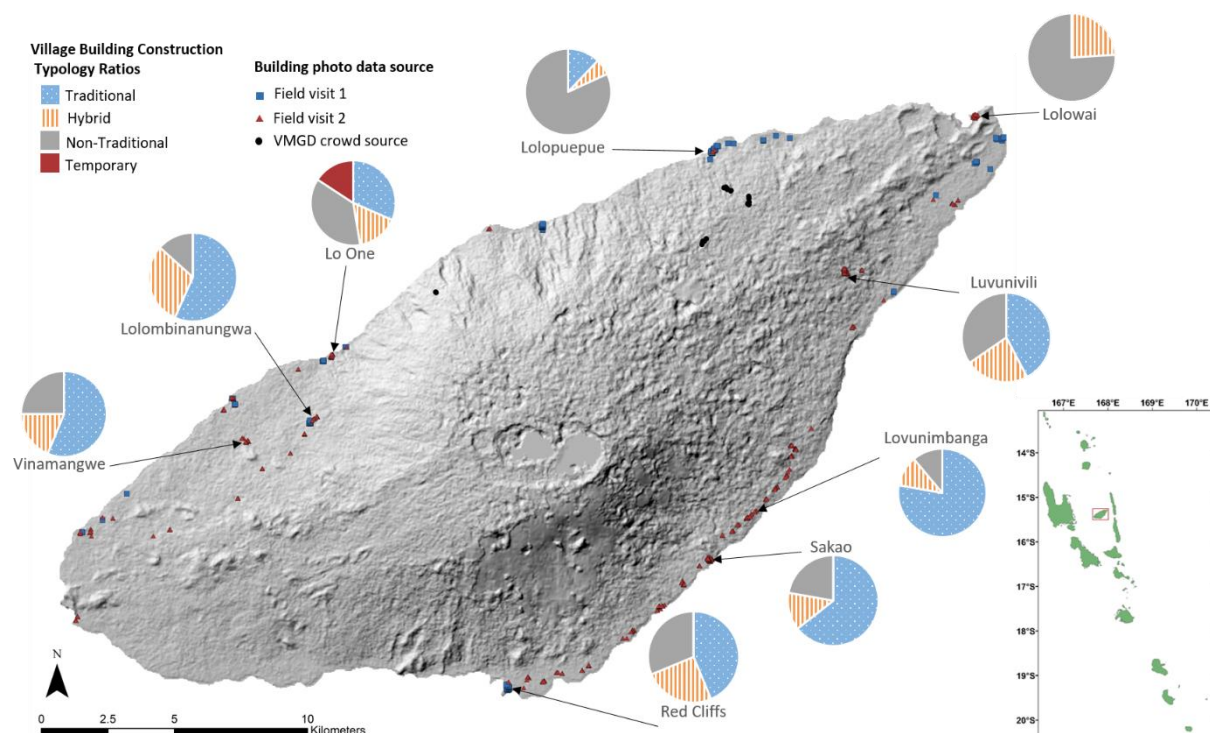 Village Building Construction
Typology Ratios
Traditional
Hybrid
Non-Traditional
Temporary
Building photo data source
Field visit 1
Field visit 2
VMGD crowd source
Lolopuepue
Lolowai
Lo One
Lolombinanungwa
Luvunivili
Vinamangwe
Lovunimbanga
Sakao
Red Cliffs
N
0 2.5 5 10
Kilometers
167°E 168°E 169°E 170°E
14°S
15°S
16°S
17°S
18°S
19°S
20°S